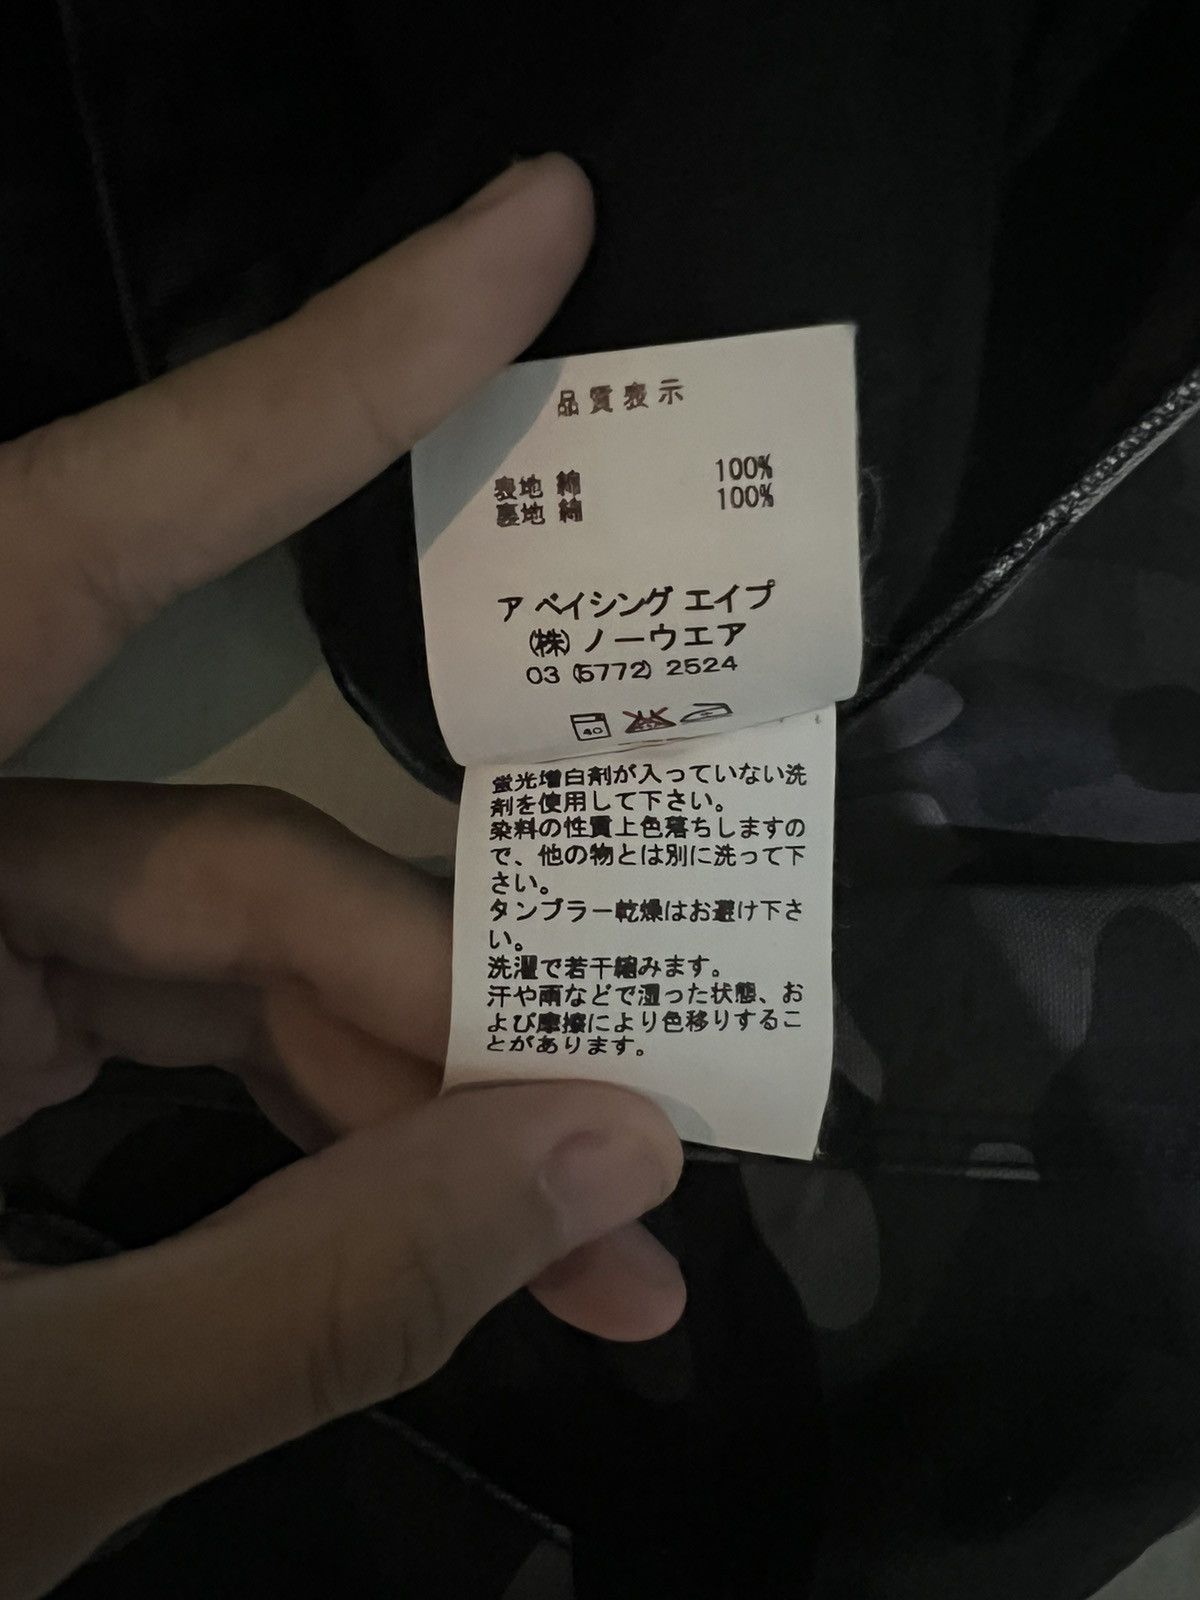 品質表示
表地 綿 100%
裏地 綿 100%
ア ベイシング エイプ
(株) ノーウエア
03 (5772) 2524
40
蛍光増白剤が入っていない洗
剤を使用して下さい。
染料の性質上色落ちしますの
で、他の物とは別に洗って下
さい。
タンブラー乾燥はお避け下さ
い。
洗濯で若干縮みます。
汗や雨などで湿った状態、お
よび摩擦により色移りするこ
とがあります。